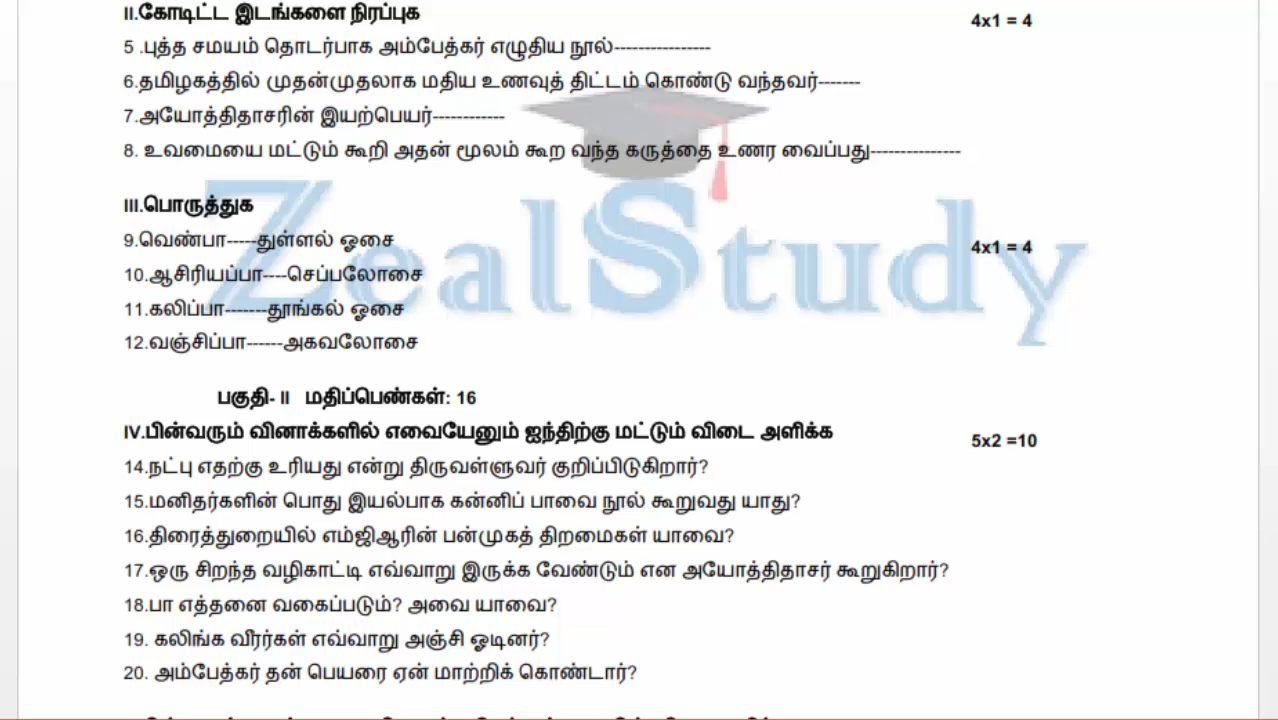 II.கோடிட்ட இடங்களை நிரப்புக 4x1 = 4
5 .புத்த சமயம் தொடர்பாக அம்பேத்கர் எழுதிய நூல்----------------
6.தமிழகத்தில் முதன்முதலாக மதிய உணவுத் திட்டம் கொண்டு வந்தவர்-------
7.அயோத்திதாசரின் இயற்பெயர்------------
8. உவமையை மட்டும் கூறி அதன் மூலம் கூற வந்த கருத்தை உணர வைப்பது---------------
ZealStudy
III.பொருத்துக
9.வெண்பா-----துள்ளல் ஓசை 4x1 = 4
10.ஆசிரியப்பா----செப்பலோசை
11.கலிப்பா-------தூங்கல் ஓசை
12.வஞ்சிப்பா------அகவலோசை
பகுதி- II மதிப்பெண்கள்: 16
IV.பின்வரும் வினாக்களில் எவையேனும் ஐந்திற்கு மட்டும் விடை அளிக்க 5x2 =10
14.நட்பு எதற்கு உரியது என்று திருவள்ளுவர் குறிப்பிடுகிறார்?
15.மனிதர்களின் பொது இயல்பாக கன்னிப் பாவை நூல் கூறுவது யாது?
16.திரைத்துறையில் எம்ஜிஆரின் பன்முகத் திறமைகள் யாவை?
17.ஒரு சிறந்த வழிகாட்டி எவ்வாறு இருக்க வேண்டும் என அயோத்திதாசர் கூறுகிறார்?
18.பா எத்தனை வகைப்படும்? அவை யாவை?
19. கலிங்க வீரர்கள் எவ்வாறு அஞ்சி ஓடினர்?
20. அம்பேத்கர் தன் பெயரை ஏன் மாற்றிக் கொண்டார்?